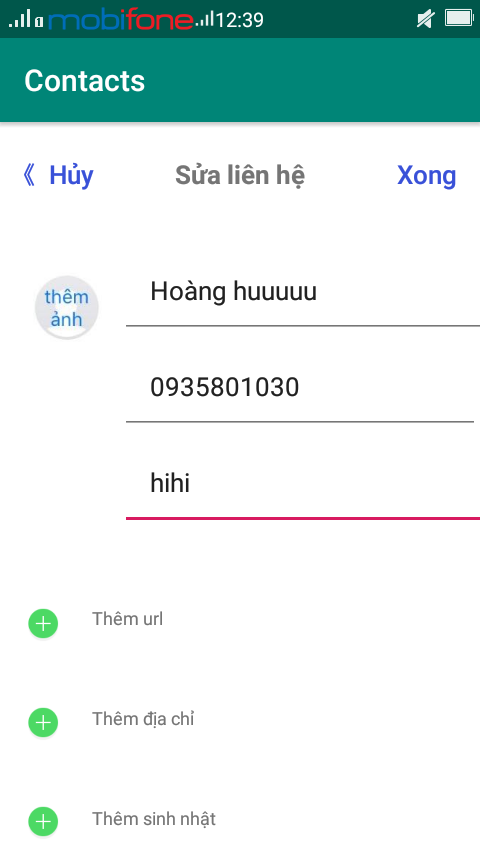 mobifone 12:39
Contacts
《 Hủy Sửa liên hệ Xong
thêm ảnh
Hoàng huuuuu
0935801030
hihi
Thêm url
Thêm địa chỉ
Thêm sinh nhật